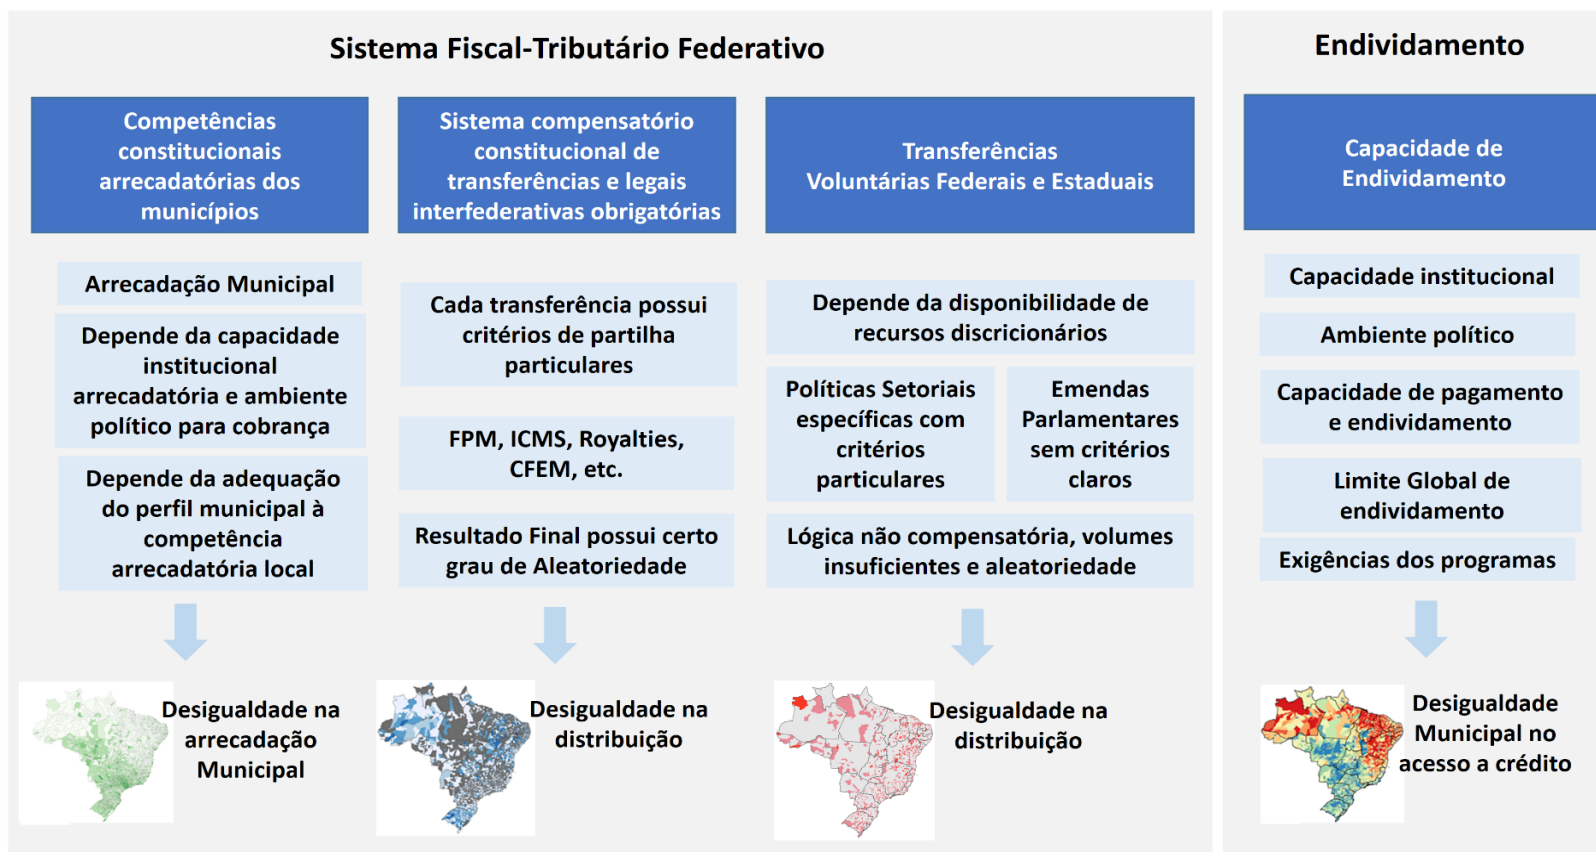 Sistema Fiscal-Tributário Federativo
Competências
constitucionais
arrecadatórias dos
municípios
Arrecadação Municipal
Depende da capacidade
institucional
arrecadatória e ambiente
político para cobrança
Depende da adequação
do perfil municipal à
competência
arrecadatória local
Desigualdade na
arrecadação
Municipal
Sistema compensatório
constitucional de
transferências e legais
interfederativas obrigatórias
Cada transferência possui
critérios de partilha
particulares
FPM, ICMS, Royalties,
CFEM, etc.
Resultado Final possui certo
grau de Aleatoriedade
Desigualdade na
distribuição
Transferências
Voluntárias Federais e Estaduais
Depende da disponibilidade de
recursos discricionários
Políticas Setoriais
específicas com
critérios
particulares
Emendas
Parlamentares
sem critérios
claros
Lógica não compensatória, volumes
insuficientes e aleatoriedade
Desigualdade na
distribuição
Endividamento
Capacidade de
Endividamento
Capacidade institucional
Ambiente político
Capacidade de pagamento
e endividamento
Limite Global de
endividamento
Exigências dos programas
Desigualdade
Municipal no
acesso a crédito